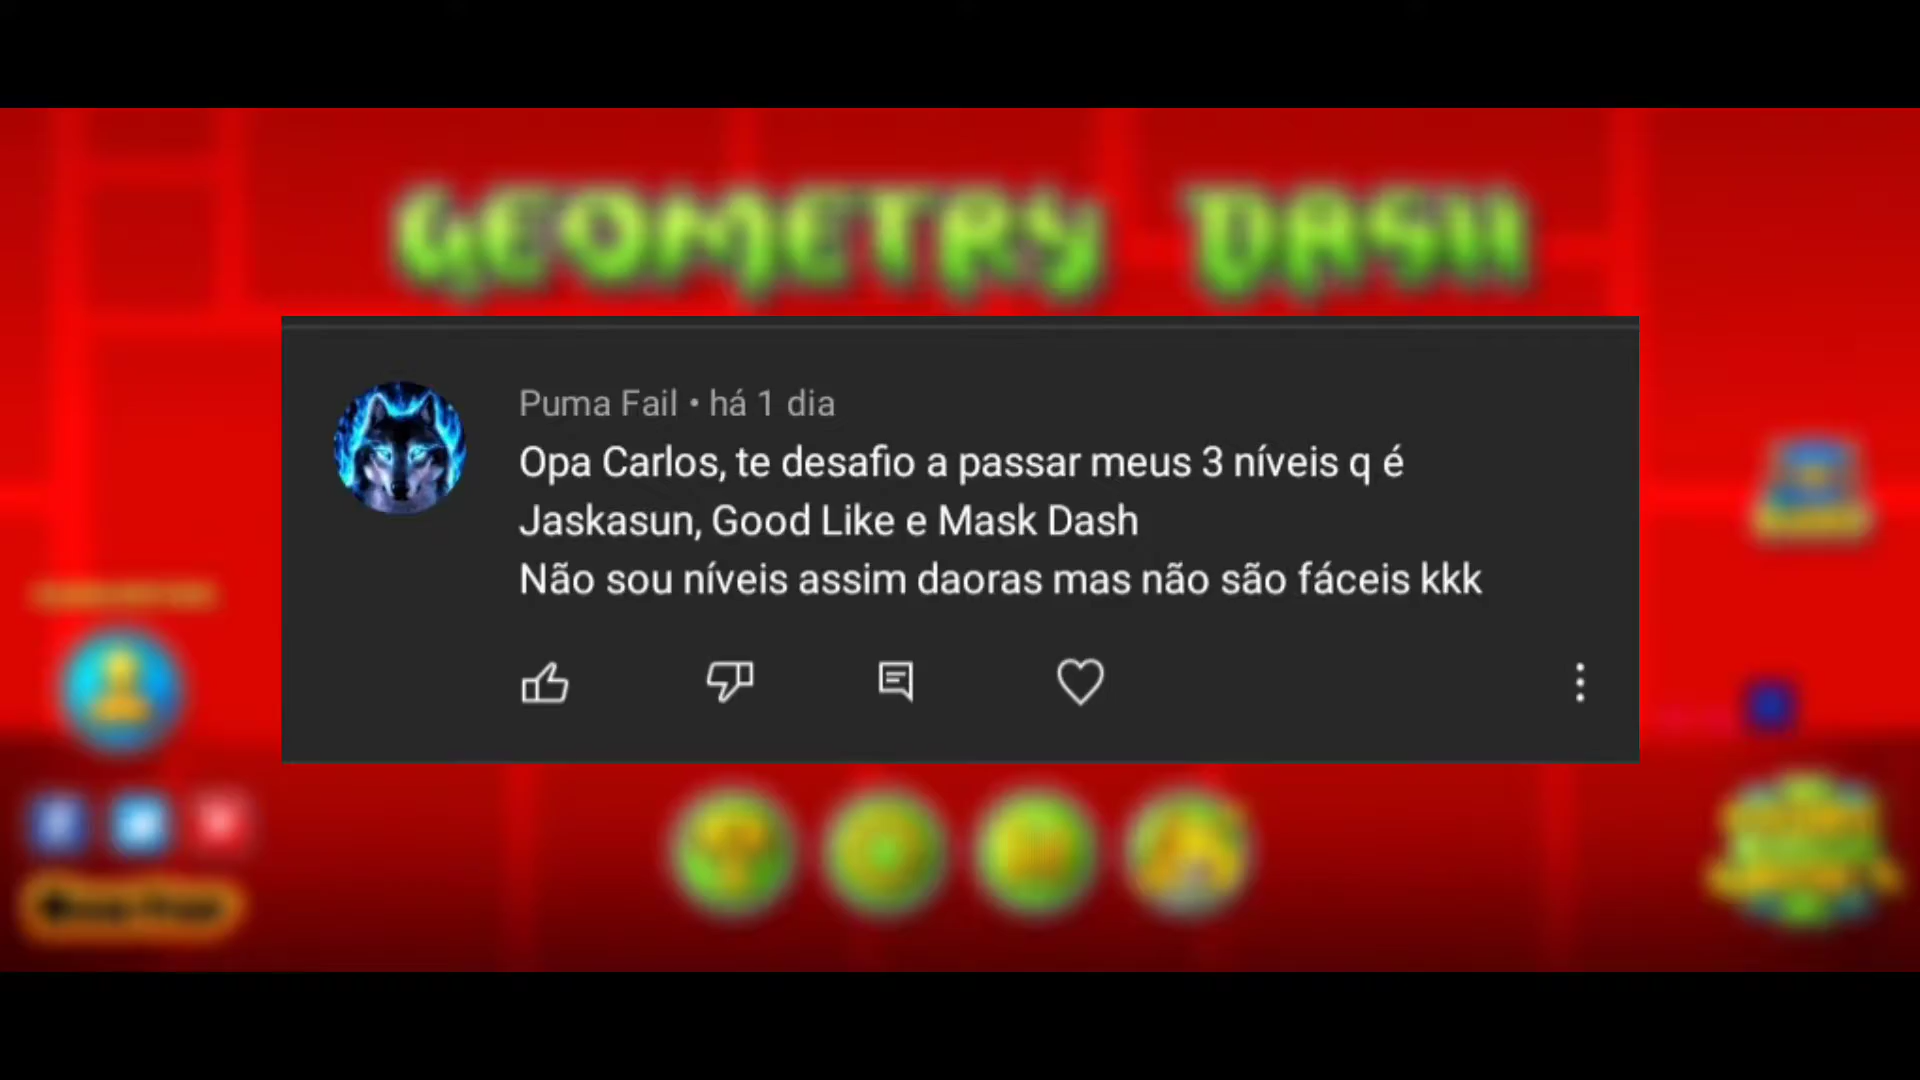 GEOMETRY DASH
Puma Fail • há 1 dia
Opa Carlos, te desafio a passar meus 3 níveis q é
Jaskasun, Good Like e Mask Dash
Não sou níveis assim daoras mas não são fáceis kkk